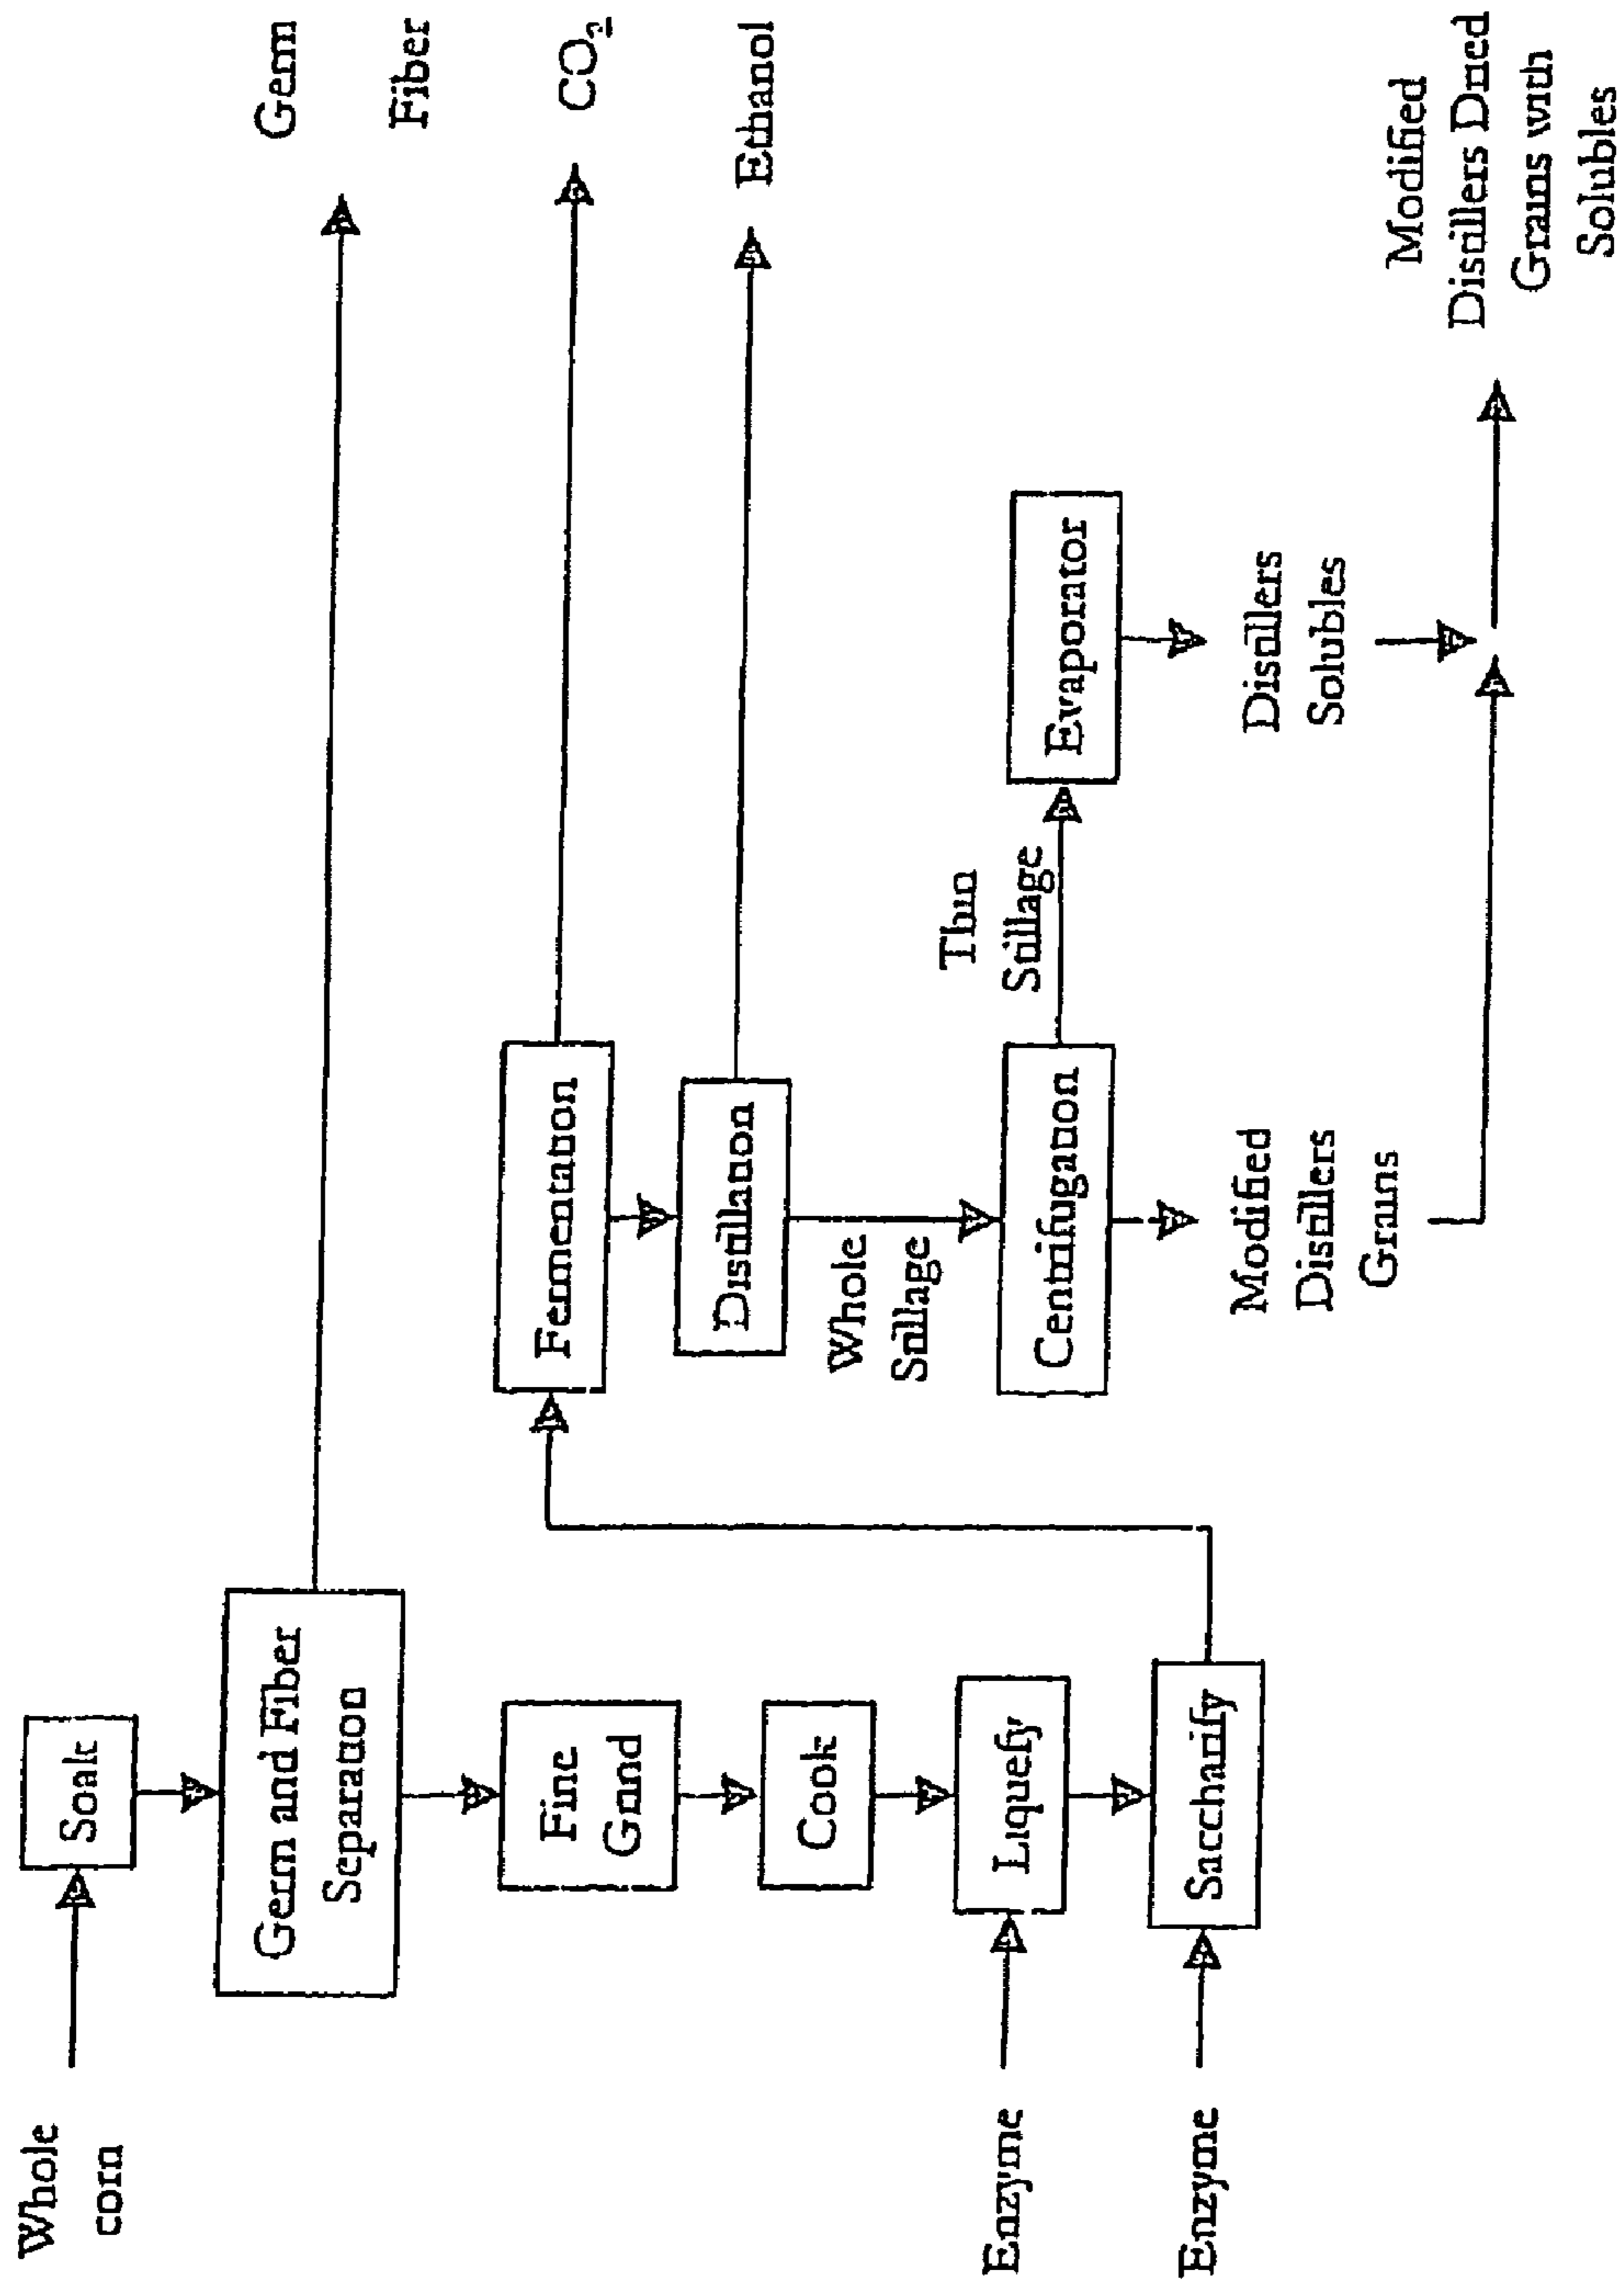 Whole
corn
Soak
Germ and Fiber
Separation
Germ
Fiber
Fine
Grind
Cook
Enzyme
Liquefy
Enzyme
Saccharify
Fermentation
CO₂
Distillation
Ethanol
Whole
Stillage
Centrifugation
Thin
Stillage
Evaporator
Modified
Distillers
Grains
Distillers
Solubles
Modified
Distillers Dried
Grains with
Solubles